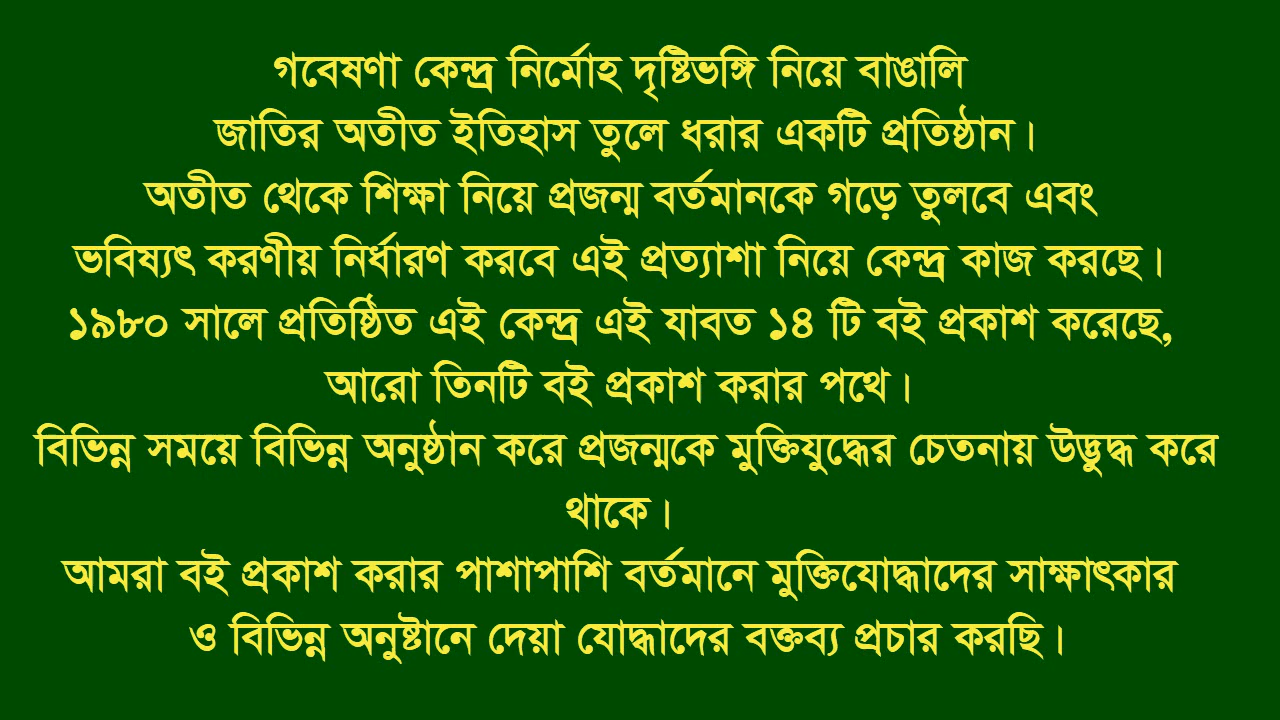 গবেষণা কেন্দ্র নির্মোহ দৃষ্টিভঙ্গি নিয়ে বাঙালি
জাতির অতীত ইতিহাস তুলে ধরার একটি প্রতিষ্ঠান।
অতীত থেকে শিক্ষা নিয়ে প্রজন্ম বর্তমানকে গড়ে তুলবে এবং
ভবিষ্যৎ করণীয় নির্ধারণ করবে এই প্রত্যাশা নিয়ে কেন্দ্র কাজ করছে।
১৯৮০ সালে প্রতিষ্ঠিত এই কেন্দ্র এই যাবত ১৪ টি বই প্রকাশ করেছে,
আরো তিনটি বই প্রকাশ করার পথে।
বিভিন্ন সময়ে বিভিন্ন অনুষ্ঠান করে প্রজন্মকে মুক্তিযুদ্ধের চেতনায় উদ্ভুদ্ধ করে
থাকে।
আমরা বই প্রকাশ করার পাশাপাশি বর্তমানে মুক্তিযোদ্ধাদের সাক্ষাৎকার
ও বিভিন্ন অনুষ্টানে দেয়া যোদ্ধাদের বক্তব্য প্রচার করছি।